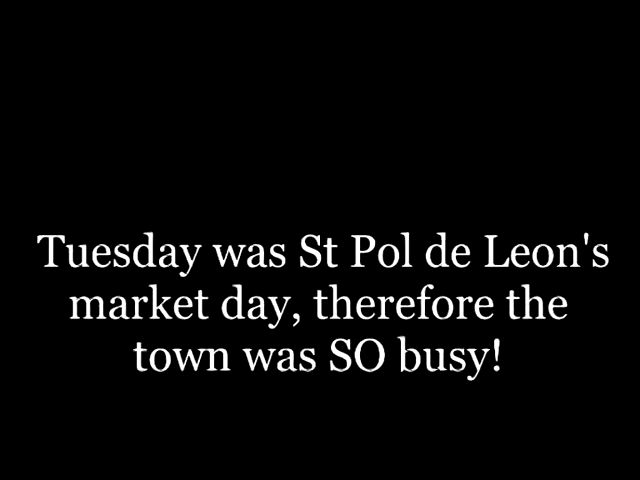 Tuesday was St Pol de Leon's
market day, therefore the
town was SO busy!